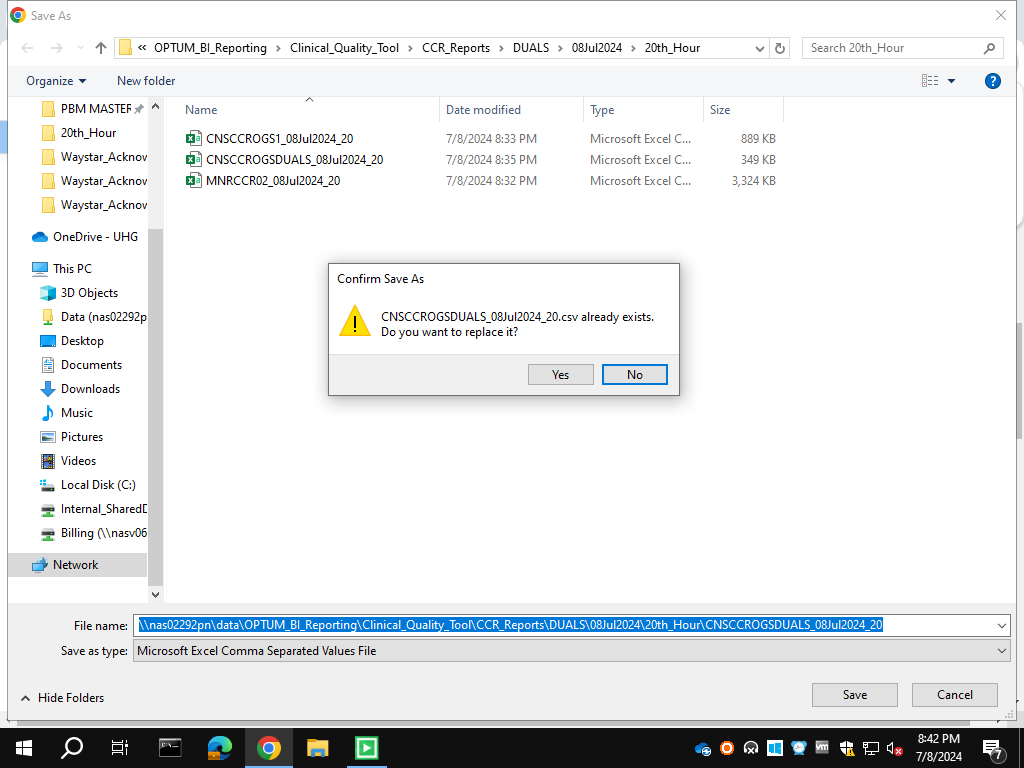 Save As
« OPTUM_BI_Reporting › Clinical_Quality_Tool › CCR_Reports › DUALS › 08Jul2024 › 20th_Hour
Search 20th_Hour
Organize
New folder
?
Name Date modified Type Size
PBM MASTER
20th_Hour
Waystar_Acknow
Waystar_Acknow
Waystar_Acknow
OneDrive - UHG
This PC
3D Objects
Data (nas02292p
Desktop
Documents
Downloads
Music
Pictures
Videos
Local Disk (C:)
Internal_SharedD
Billing (\\nasv06
Network
CNSCCROGS1_08Jul2024_20 7/8/2024 8:33 PM Microsoft Excel C... 889 KB
CNSCCROGSDUALS_08Jul2024_20 7/8/2024 8:35 PM Microsoft Excel C... 349 KB
MNRCCR02_08Jul2024_20 7/8/2024 8:32 PM Microsoft Excel C... 3,324 KB
Confirm Save As
CNSCCROGSDUALS_08Jul2024_20.csv already exists.
Do you want to replace it?
Yes
No
File name: \\nas02292pn\data\OPTUM_BI_Reporting\Clinical_Quality_Tool\CCR_Reports\DUALS\08Jul2024\20th_Hour\CNSCCROGSDUALS_08Jul2024_20
Save as type: Microsoft Excel Comma Separated Values File
Hide Folders
Save
Cancel
vm
8:42 PM
7/8/2024
7